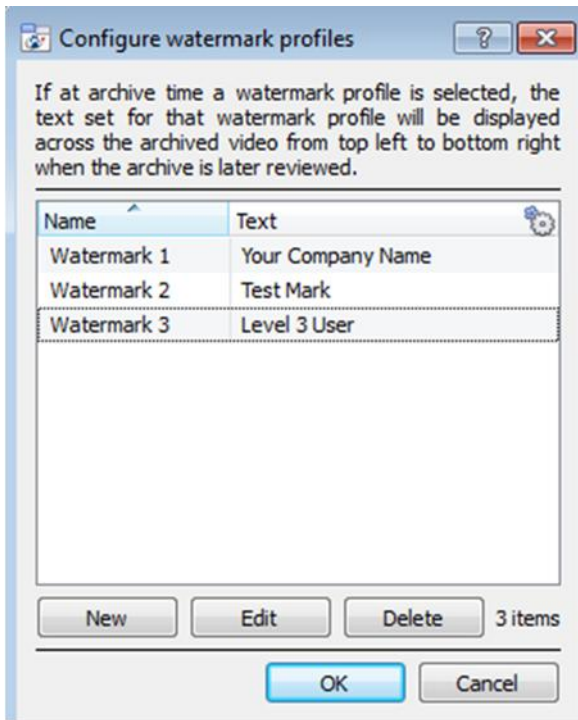 Configure watermark profiles
If at archive time a watermark profile is selected, the
text set for that watermark profile will be displayed
across the archived video from top left to bottom right
when the archive is later reviewed.
Name Text
Watermark 1 Your Company Name
Watermark 2 Test Mark
Watermark 3 Level 3 User
New Edit Delete 3 items
OK Cancel